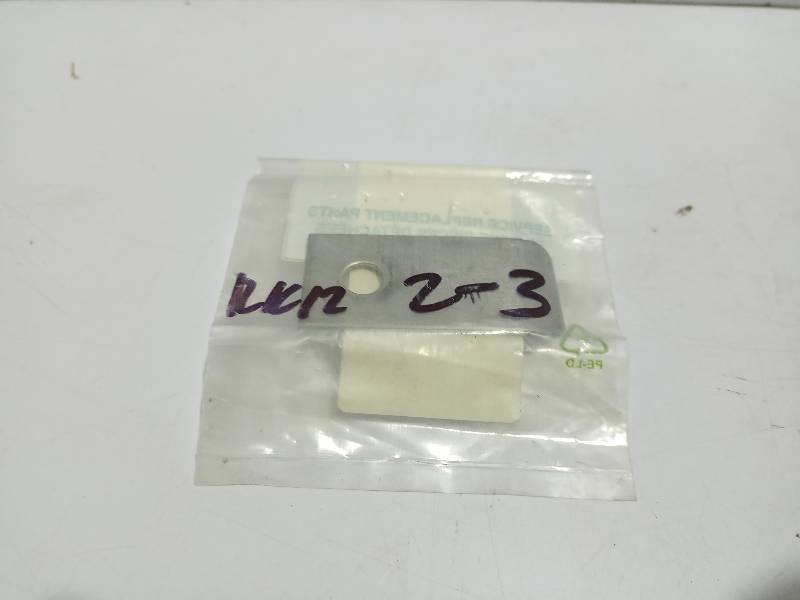 SERVICE REPLACEMENT PARTS
RKM 2-3
PE-LD